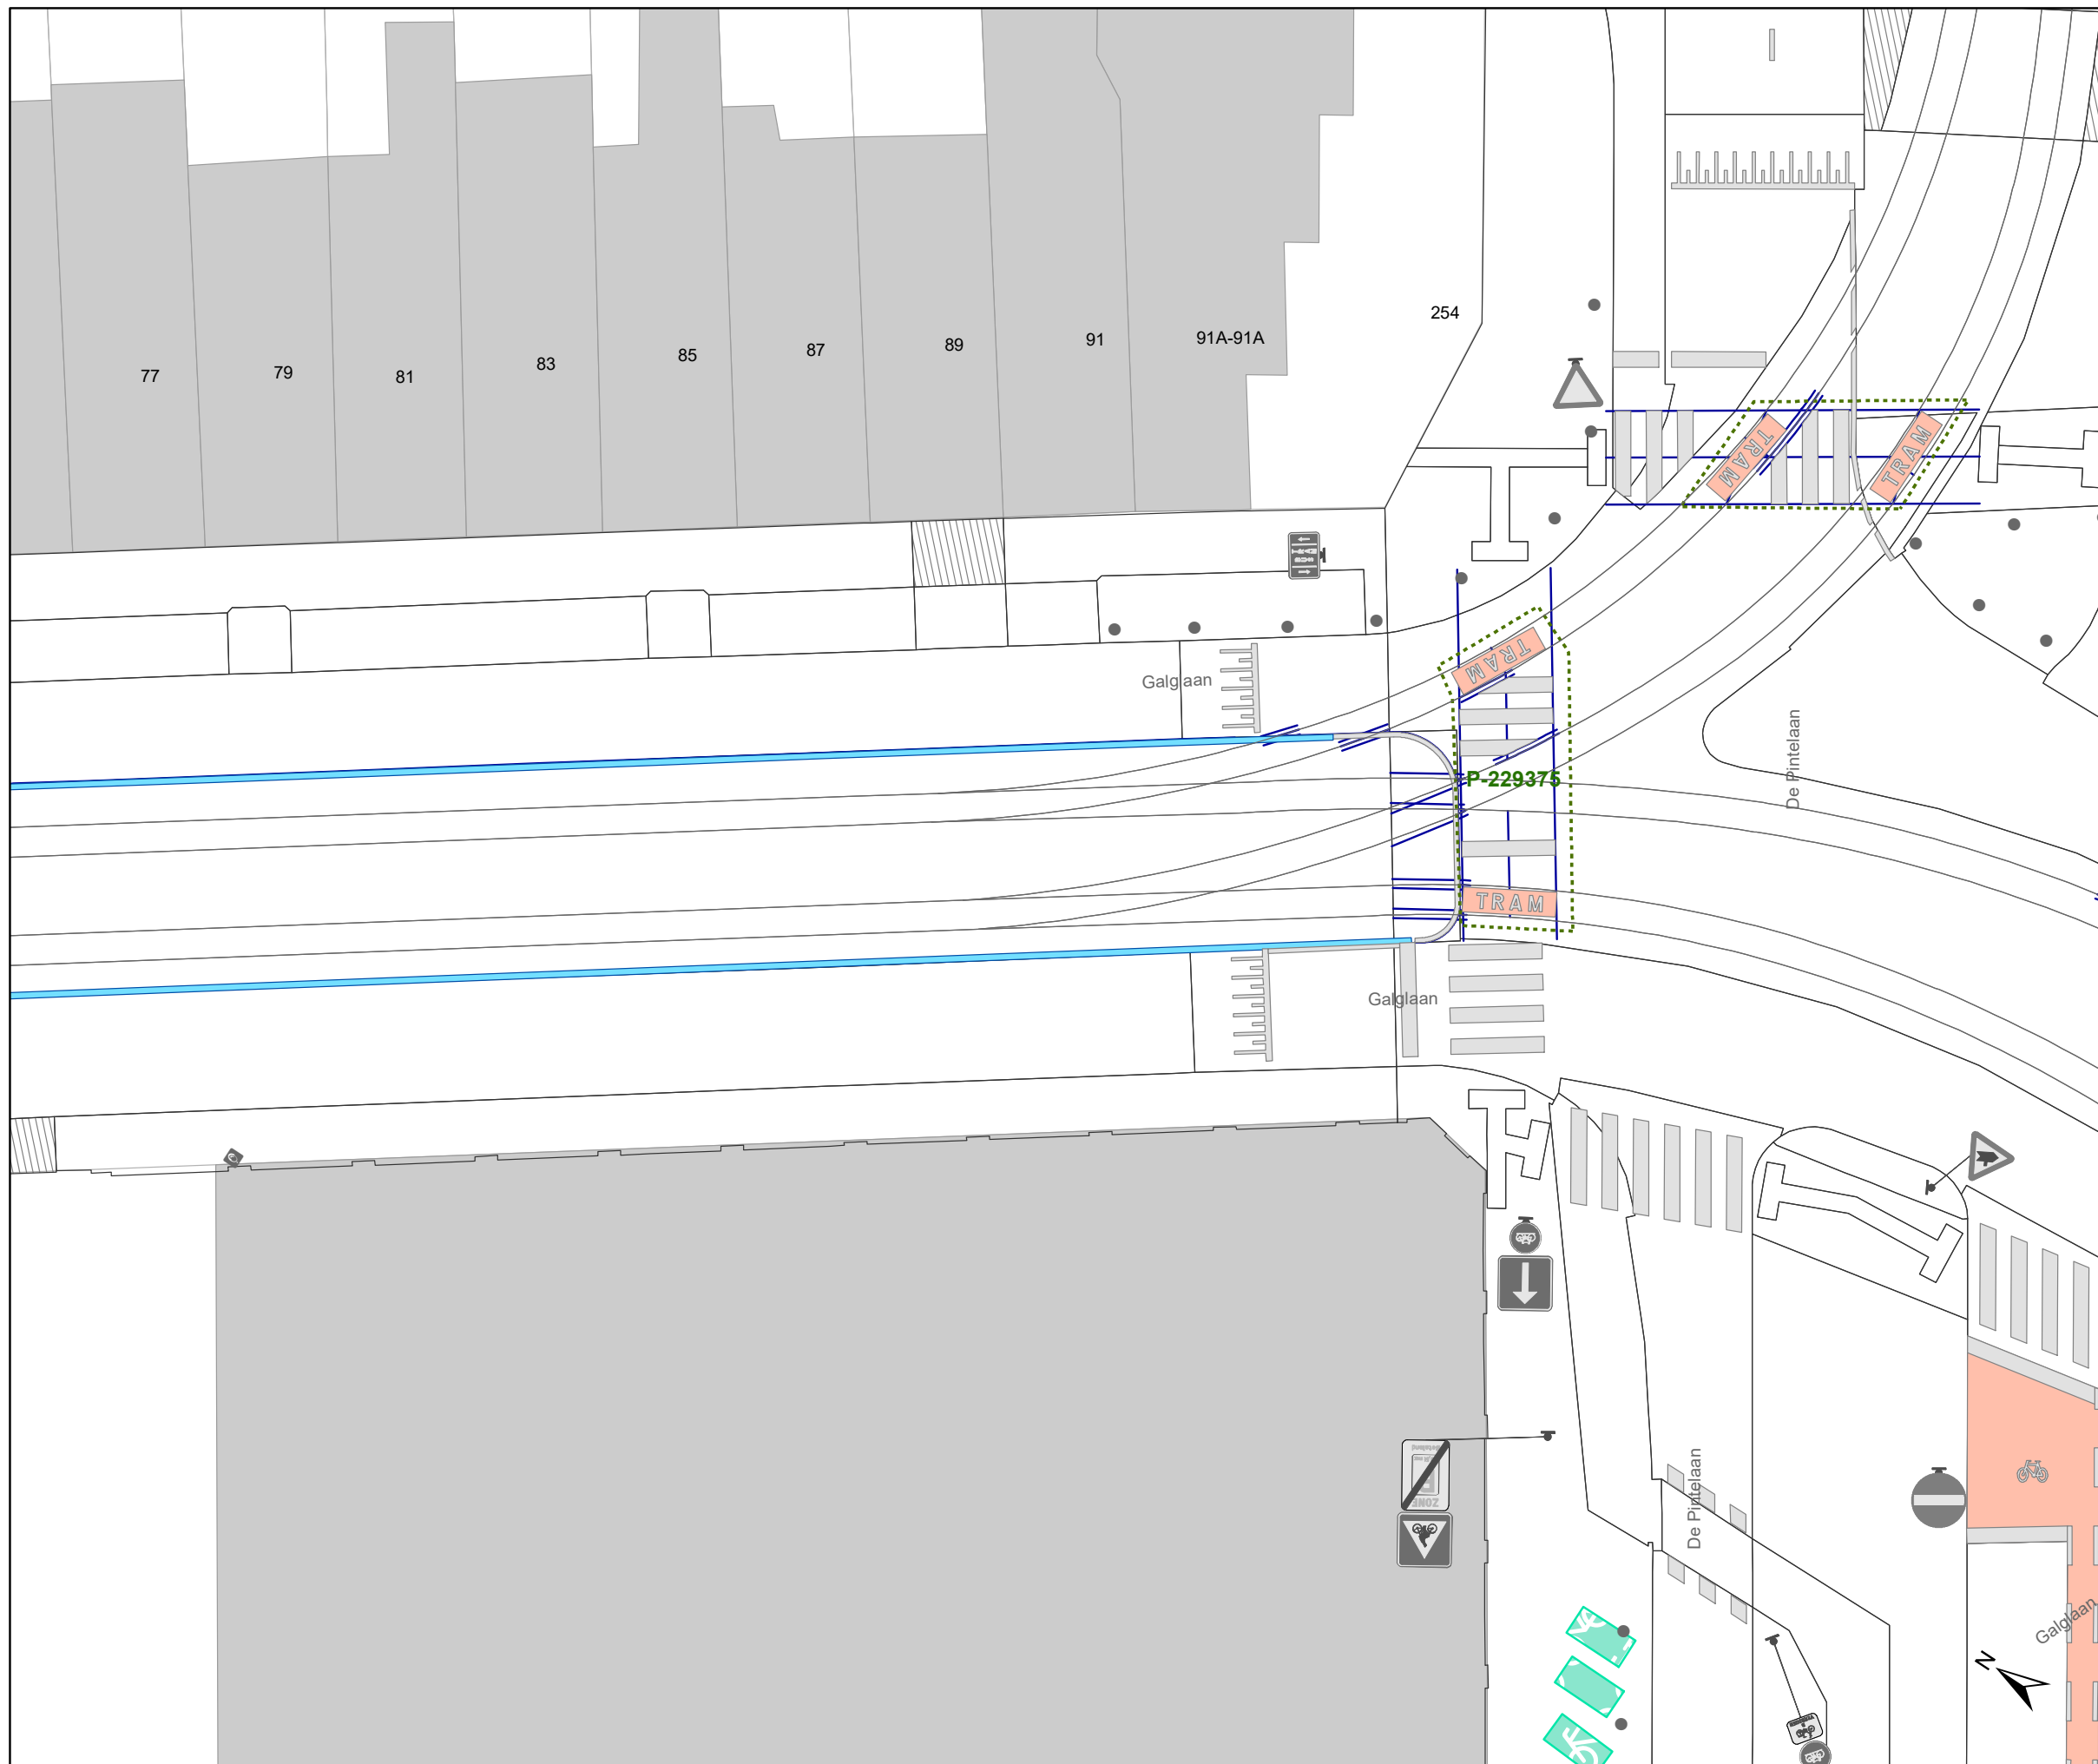 254
91A-91A
91
89
87
85
83
81
79
77
TRAM
TRAM
TRAM
Galglaan
P-229375
De Pintelaan
TRAM
Galglaan
ZONE
De Pintelaan
Galglaan
N